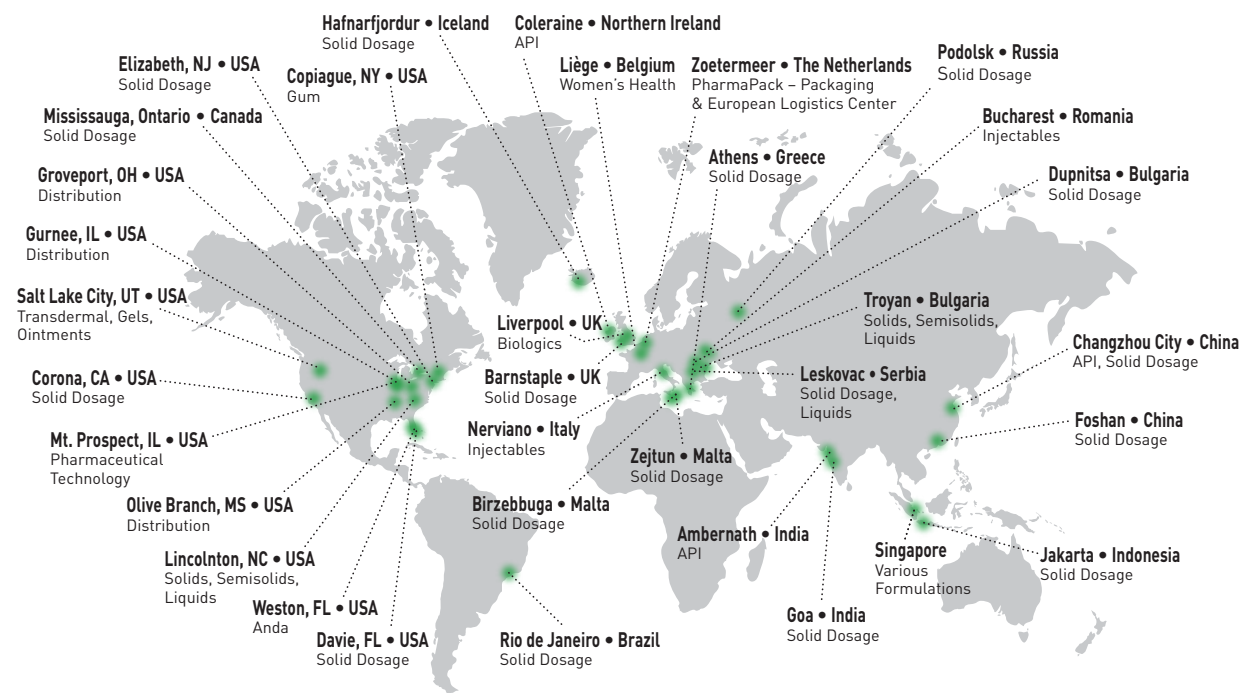 Hafnarfjordur • Iceland
Solid Dosage
Coleraine • Northern Ireland
API
Elizabeth, NJ • USA
Solid Dosage
Copiague, NY • USA
Gum
Liège • Belgium
Women's Health
Zoetermeer • The Netherlands
PharmaPack – Packaging
& European Logistics Center
Podolsk • Russia
Solid Dosage
Mississauga, Ontario • Canada
Solid Dosage
Bucharest • Romania
Injectables
Athens • Greece
Solid Dosage
Groveport, OH • USA
Distribution
Dupnitsa • Bulgaria
Solid Dosage
Gurnee, IL • USA
Distribution
Salt Lake City, UT • USA
Transdermal, Gels,
Ointments
Troyan • Bulgaria
Solids, Semisolids,
Liquids
Liverpool • UK
Biologics
Changzhou City • China
API, Solid Dosage
Corona, CA • USA
Solid Dosage
Barnstaple • UK
Solid Dosage
Leskovac • Serbia
Solid Dosage,
Liquids
Foshan • China
Solid Dosage
Mt. Prospect, IL • USA
Pharmaceutical
Technology
Nerviano • Italy
Injectables
Zejtun • Malta
Solid Dosage
Olive Branch, MS • USA
Distribution
Birzebbuga • Malta
Solid Dosage
Ambernath • India
API
Singapore
Various
Formulations
Jakarta • Indonesia
Solid Dosage
Lincolnton, NC • USA
Solids, Semisolids,
Liquids
Weston, FL • USA
Anda
Goa • India
Solid Dosage
Davie, FL • USA
Solid Dosage
Rio de Janeiro • Brazil
Solid Dosage